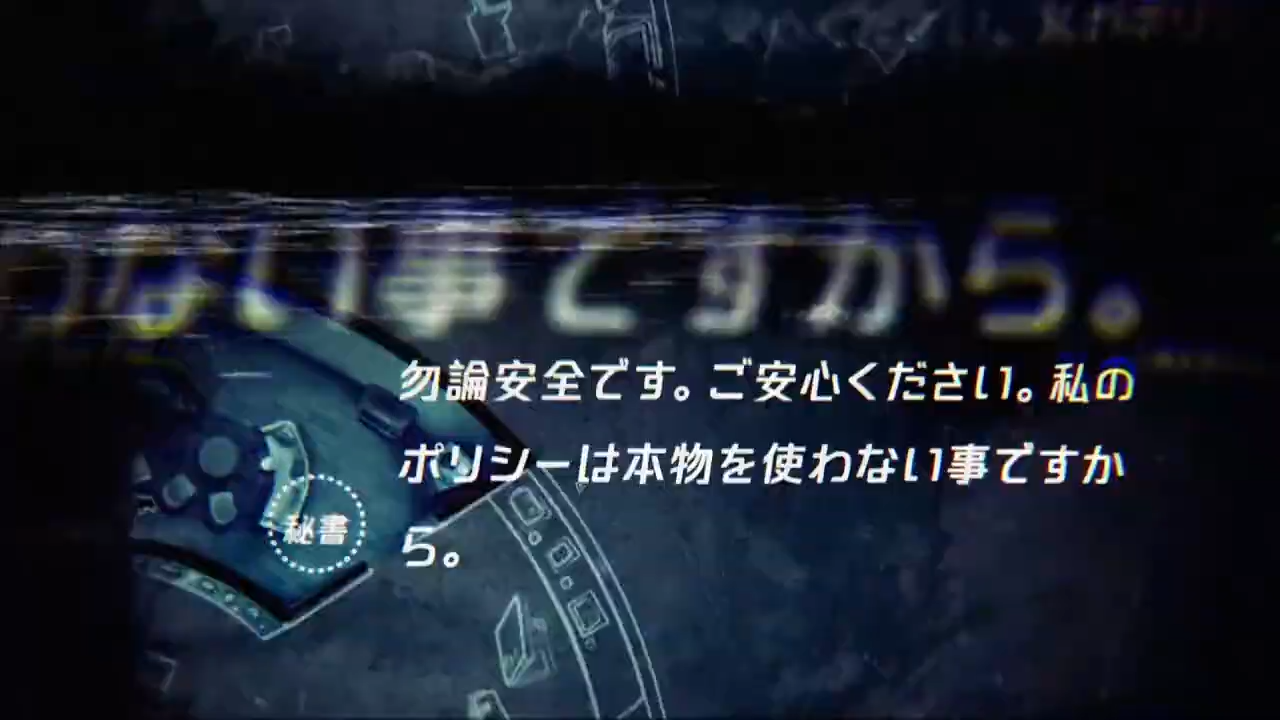 ない事ですから。
勿論安全です。ご安心ください。私の
ポリシーは本物を使わない事ですか
ら。
秘書